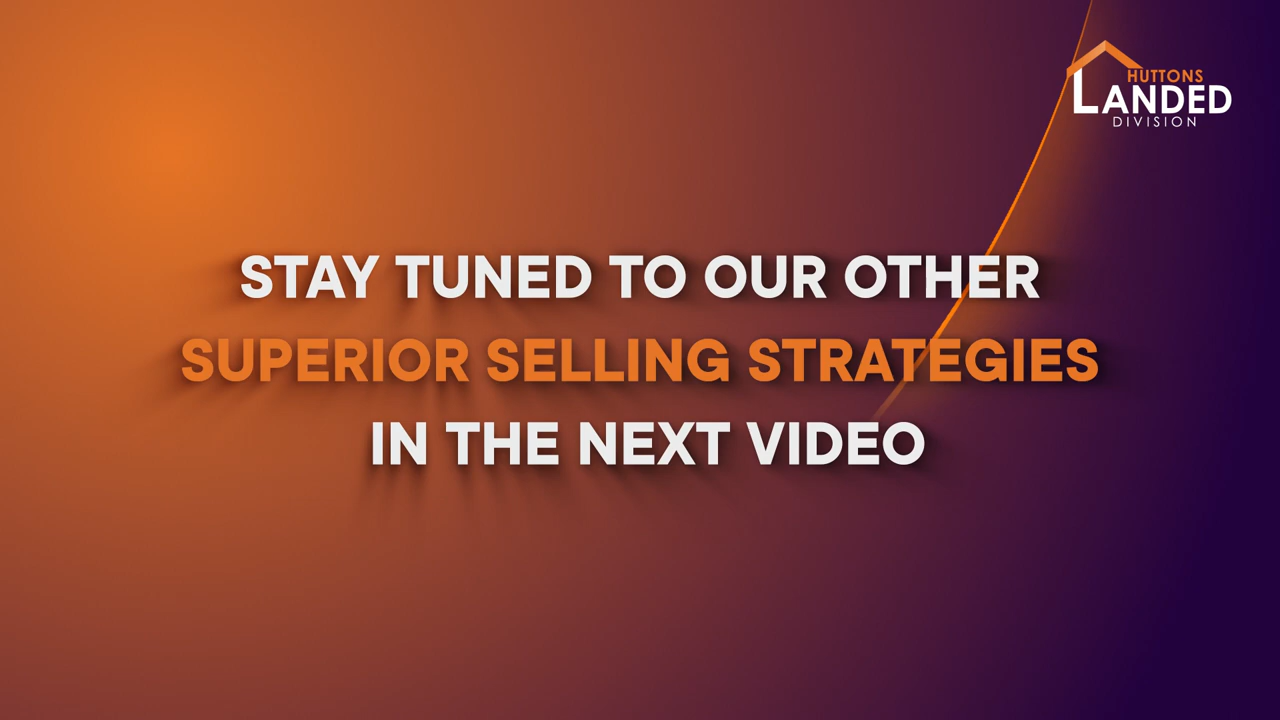 HUTTONS
LANDED
DIVISION
STAY TUNED TO OUR OTHER
SUPERIOR SELLING STRATEGIES
IN THE NEXT VIDEO